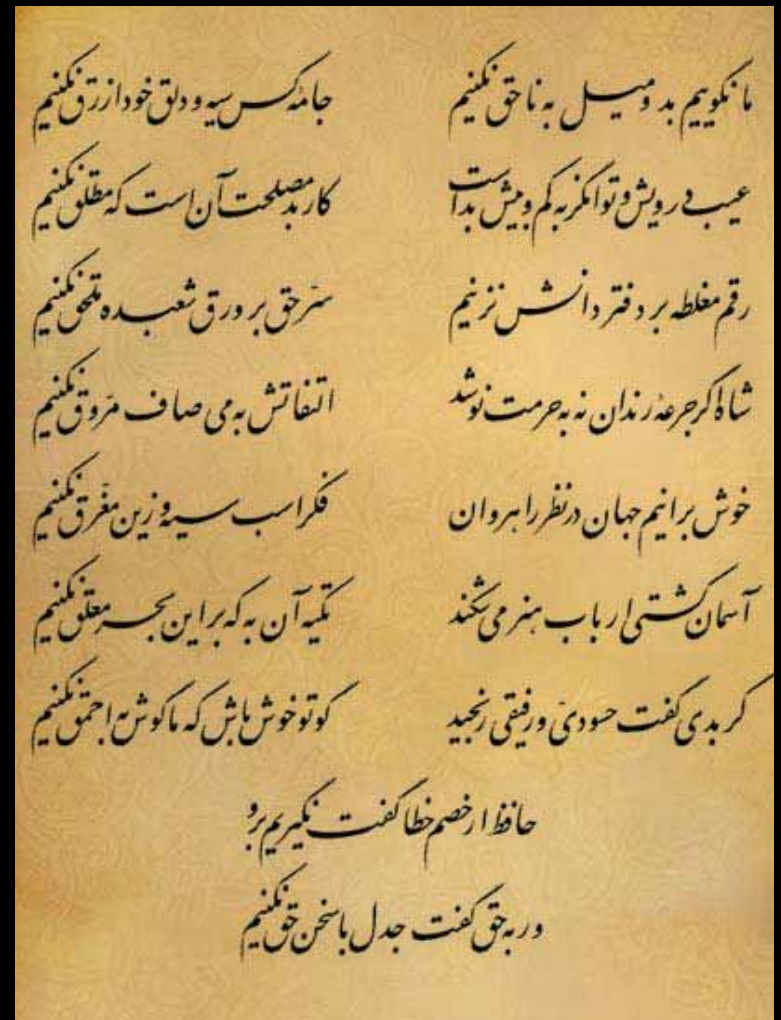 ما نگوییم بد و میل به ناحق نکنیم جامهٔ کس سیه و دلق خود ازرق نکنیم
عیب درویش و توانگر به کم و بیش بد است کار بد مصلحت آن است که مطلق نکنیم
رقم مغلطه بر دفتر دانش نزنیم سرّ حق بر ورق شعبده ملحق نکنیم
شاه اگر جرعهٔ رندان نه به حرمت نوشد التفاتش به می صاف مروّق نکنیم
خوش برانیم جهان در نظر راهروان فکر اسب سیه و زین مغرّق نکنیم
آسمان کشتی ارباب هنر می‌شکند تکیه آن به که بر این بحر معلق نکنیم
گر بدی گفت حسودیّ و رفیقی رنجید گو تو خوش باش که ما گوش به احمق نکنیم
حافظ ار خصم خطا گفت نگیریم برو
ور به حق گفت جدل با سخن حق نکنیم